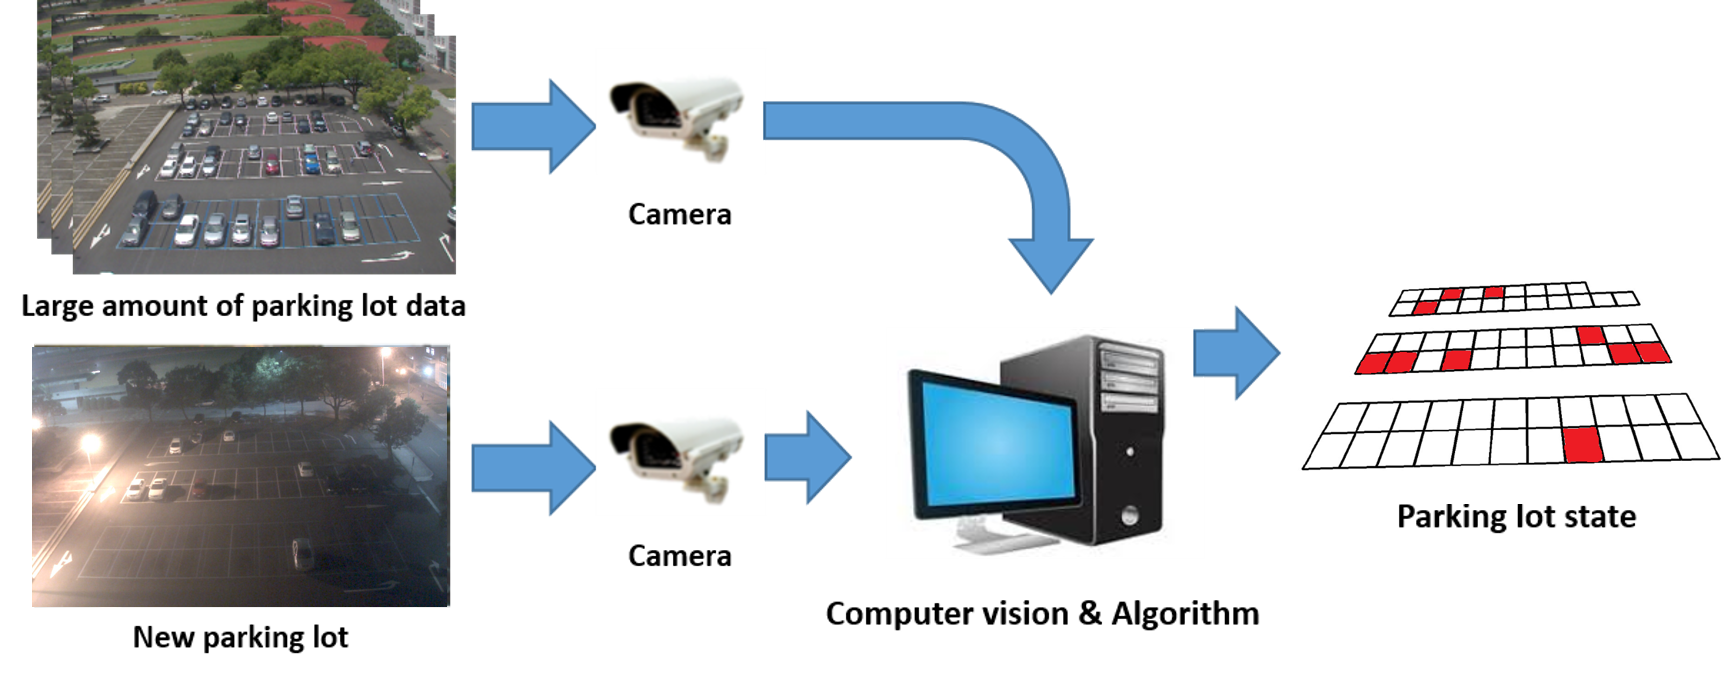 Camera
Large amount of parking lot data
Camera
New parking lot
Computer vision & Algorithm
Parking lot state